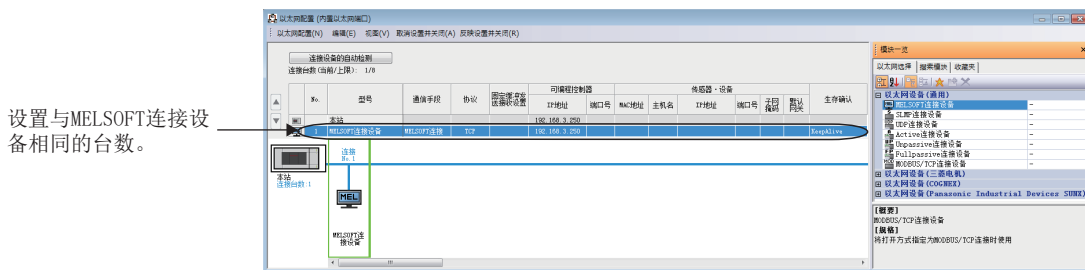 以太网配置 (内置以太网端口)
以太网配置(N) 编辑(E) 视图(V) 取消设置并关闭(A) 反映设置并关闭(R)
连接设备的自动检测
连接台数(当前/上限): 1/8
可编程控制器 传感器・设备
No. 型号 通信手段 协议 固定缓冲发送接收设置 IP地址 端口号 MAC地址 主机名 IP地址 端口号 子网掩码 默认网关 生存确认
本站 192.168.3.250
1 MELSOFT连接设备 MELSOFT连接 TCP 192.168.3.250 KeepAlive
设置与MELSOFT连接设
备相同的台数。
连接
No.1
本站
连接台数:1
MEL
MELSOFT连
接设备
模块一览
以太网选择 搜索模块 收藏夹
以太网设备(通用)
MELSOFT连接设备 -
SLMP连接设备 -
UDP连接设备 -
Active连接设备 -
Unpassive连接设备 -
Fullpassive连接设备 -
MODBUS/TCP连接设备 -
以太网设备(三菱电机)
以太网设备(COGNEX)
以太网设备(Panasonic Industrial Devices SUNX)
[概要]
MODBUS/TCP连接设备
[规格]
将打开方式指定为MODBUS/TCP连接时使用